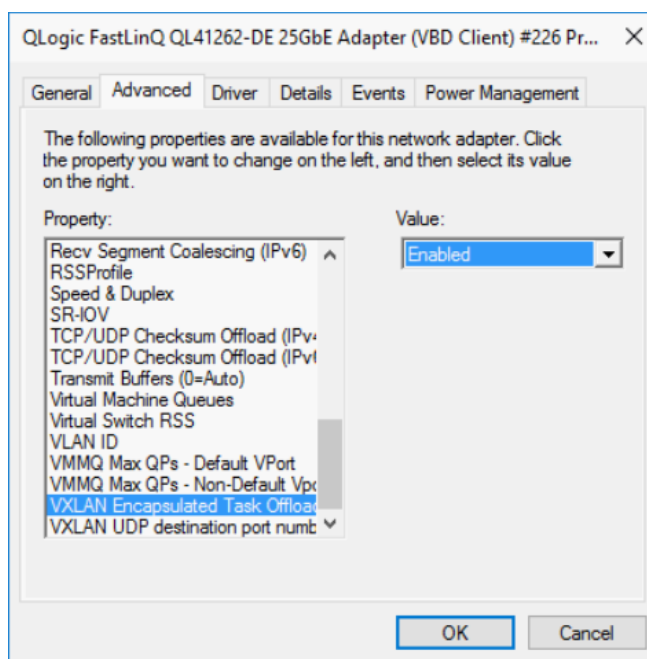 QLogic FastLinQ QL41262-DE 25GbE Adapter (VBD Client) #226 Pr...
General Advanced Driver Details Events Power Management
The following properties are available for this network adapter. Click
the property you want to change on the left, and then select its value
on the right.
Property:
Value:
Recv Segment Coalescing (IPv6)
RSSProfile
Speed & Duplex
SR-IOV
TCP/UDP Checksum Offload (IPv4
TCP/UDP Checksum Offload (IPv6
Transmit Buffers (0=Auto)
Virtual Machine Queues
Virtual Switch RSS
VLAN ID
VMMQ Max QPs - Default VPort
VMMQ Max QPs - Non-Default Vpo
VXLAN Encapsulated Task Offload
VXLAN UDP destination port numb
Enabled
OK
Cancel